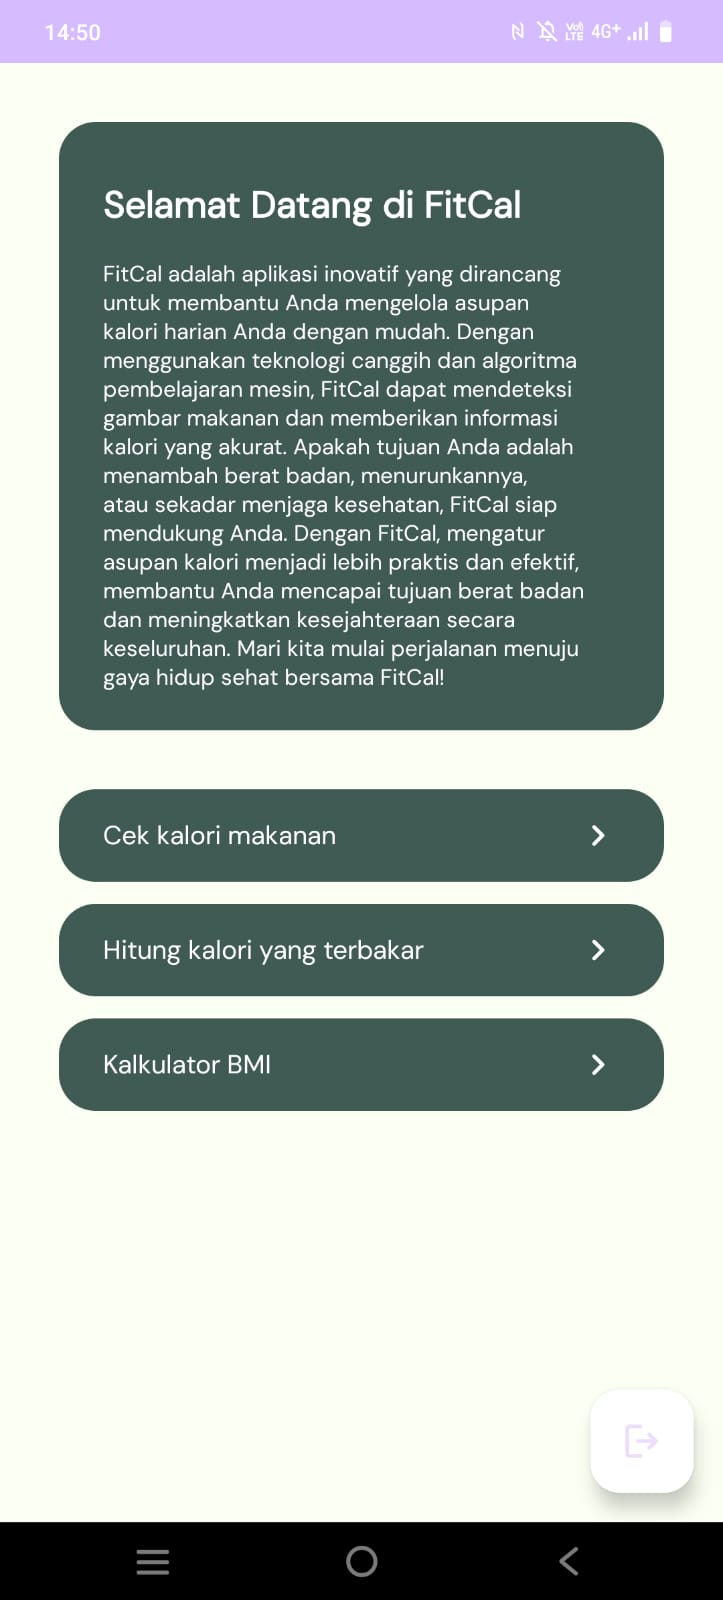 14:50
Vo)) LTE 4G+
Selamat Datang di FitCal
FitCal adalah aplikasi inovatif yang dirancang
untuk membantu Anda mengelola asupan
kalori harian Anda dengan mudah. Dengan
menggunakan teknologi canggih dan algoritma
pembelajaran mesin, FitCal dapat mendeteksi
gambar makanan dan memberikan informasi
kalori yang akurat. Apakah tujuan Anda adalah
menambah berat badan, menurunkannya,
atau sekadar menjaga kesehatan, FitCal siap
mendukung Anda. Dengan FitCal, mengatur
asupan kalori menjadi lebih praktis dan efektif,
membantu Anda mencapai tujuan berat badan
dan meningkatkan kesejahteraan secara
keseluruhan. Mari kita mulai perjalanan menuju
gaya hidup sehat bersama FitCal!
Cek kalori makanan
Hitung kalori yang terbakar
Kalkulator BMI